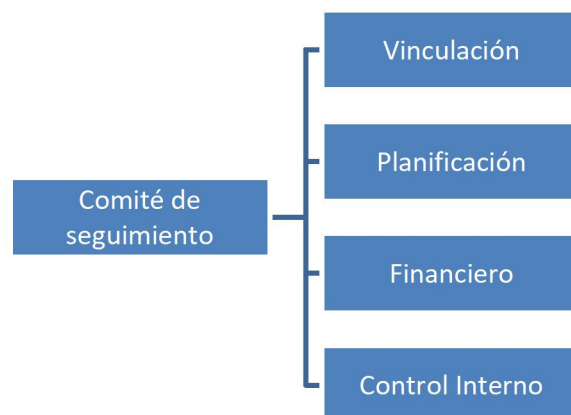 Vinculación
Planificación
Comité de
seguimiento
Financiero
Control Interno